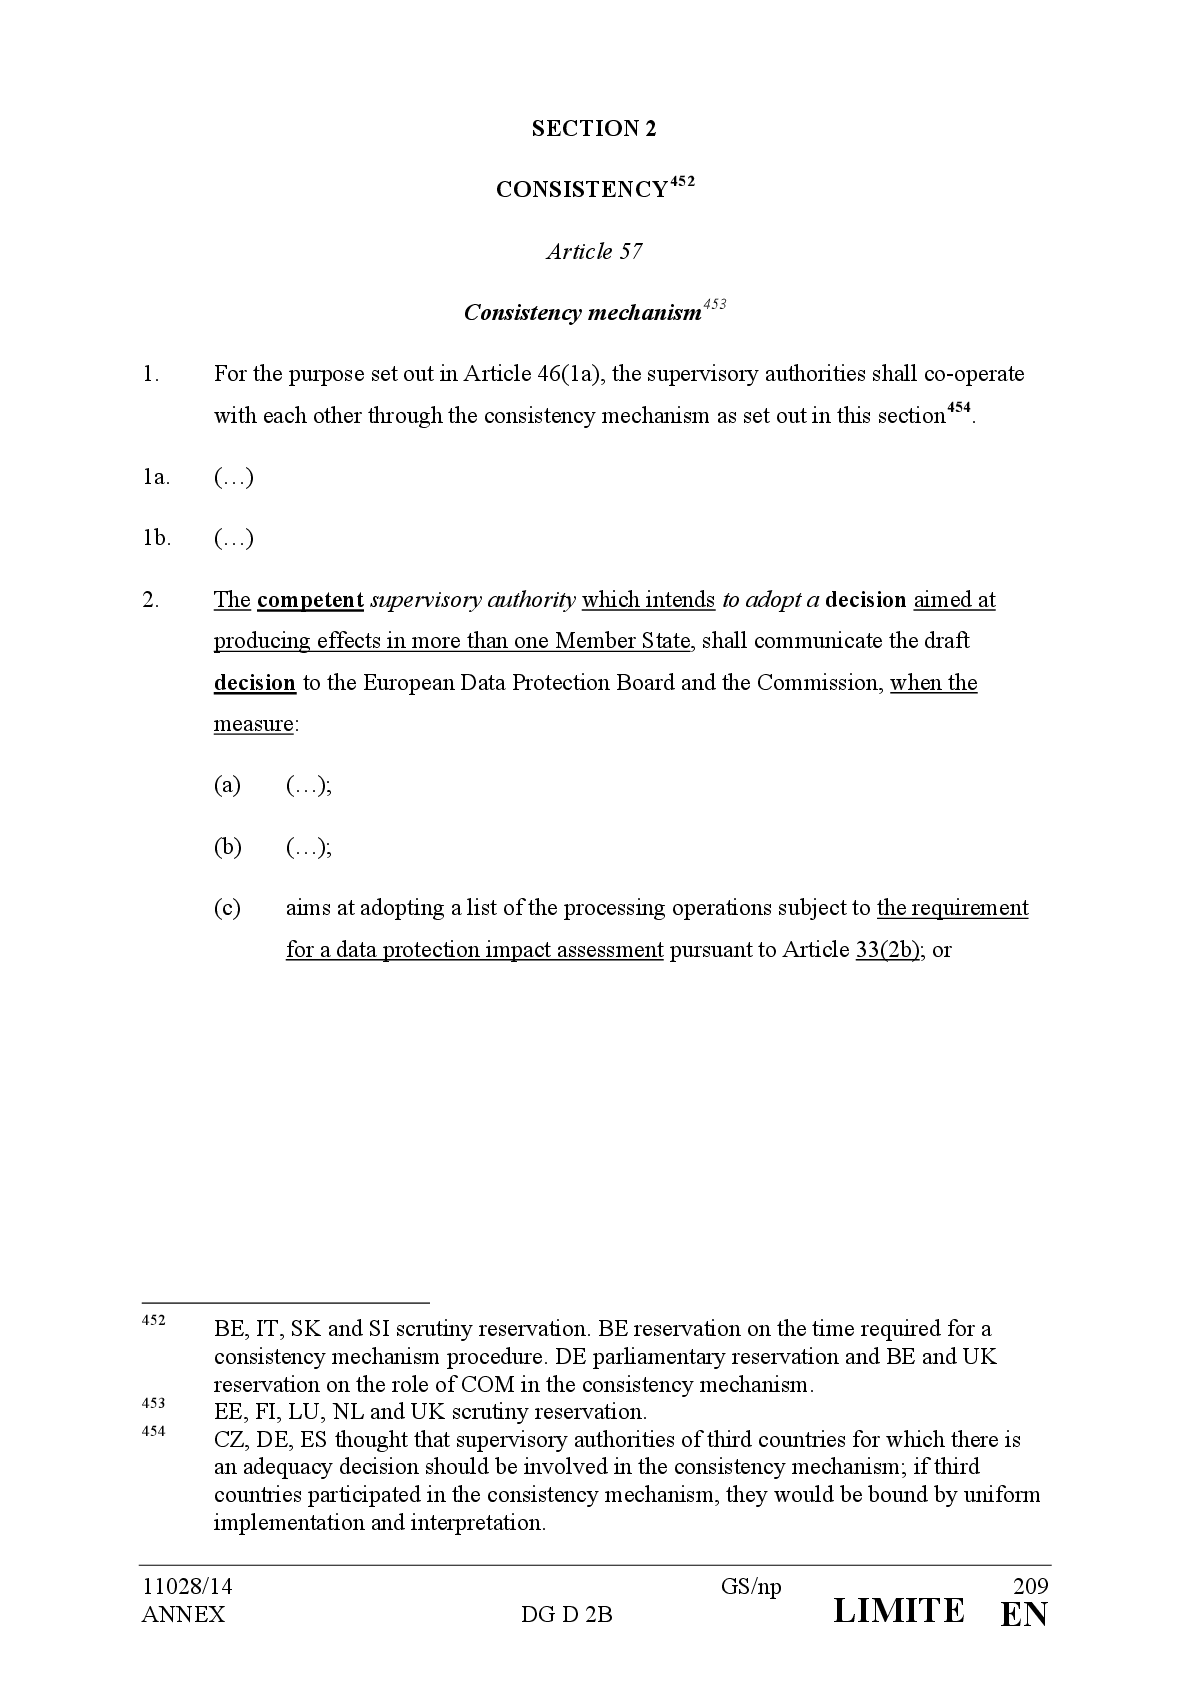 SECTION 2
CONSISTENCY452
Article 57
Consistency mechanism453
1. For the purpose set out in Article 46(1a), the supervisory authorities shall co-operate
with each other through the consistency mechanism as set out in this section454.
1a. (…)
1b. (…)
2. The competent supervisory authority which intends to adopt a decision aimed at
producing effects in more than one Member State, shall communicate the draft
decision to the European Data Protection Board and the Commission, when the
measure:
(a) (…);
(b) (…);
(c) aims at adopting a list of the processing operations subject to the requirement
for a data protection impact assessment pursuant to Article 33(2b); or
452 BE, IT, SK and SI scrutiny reservation. BE reservation on the time required for a
consistency mechanism procedure. DE parliamentary reservation and BE and UK
reservation on the role of COM in the consistency mechanism.
453 EE, FI, LU, NL and UK scrutiny reservation.
454 CZ, DE, ES thought that supervisory authorities of third countries for which there is
an adequacy decision should be involved in the consistency mechanism; if third
countries participated in the consistency mechanism, they would be bound by uniform
implementation and interpretation.
11028/14 GS/np 209
ANNEX DG D 2B LIMITE EN